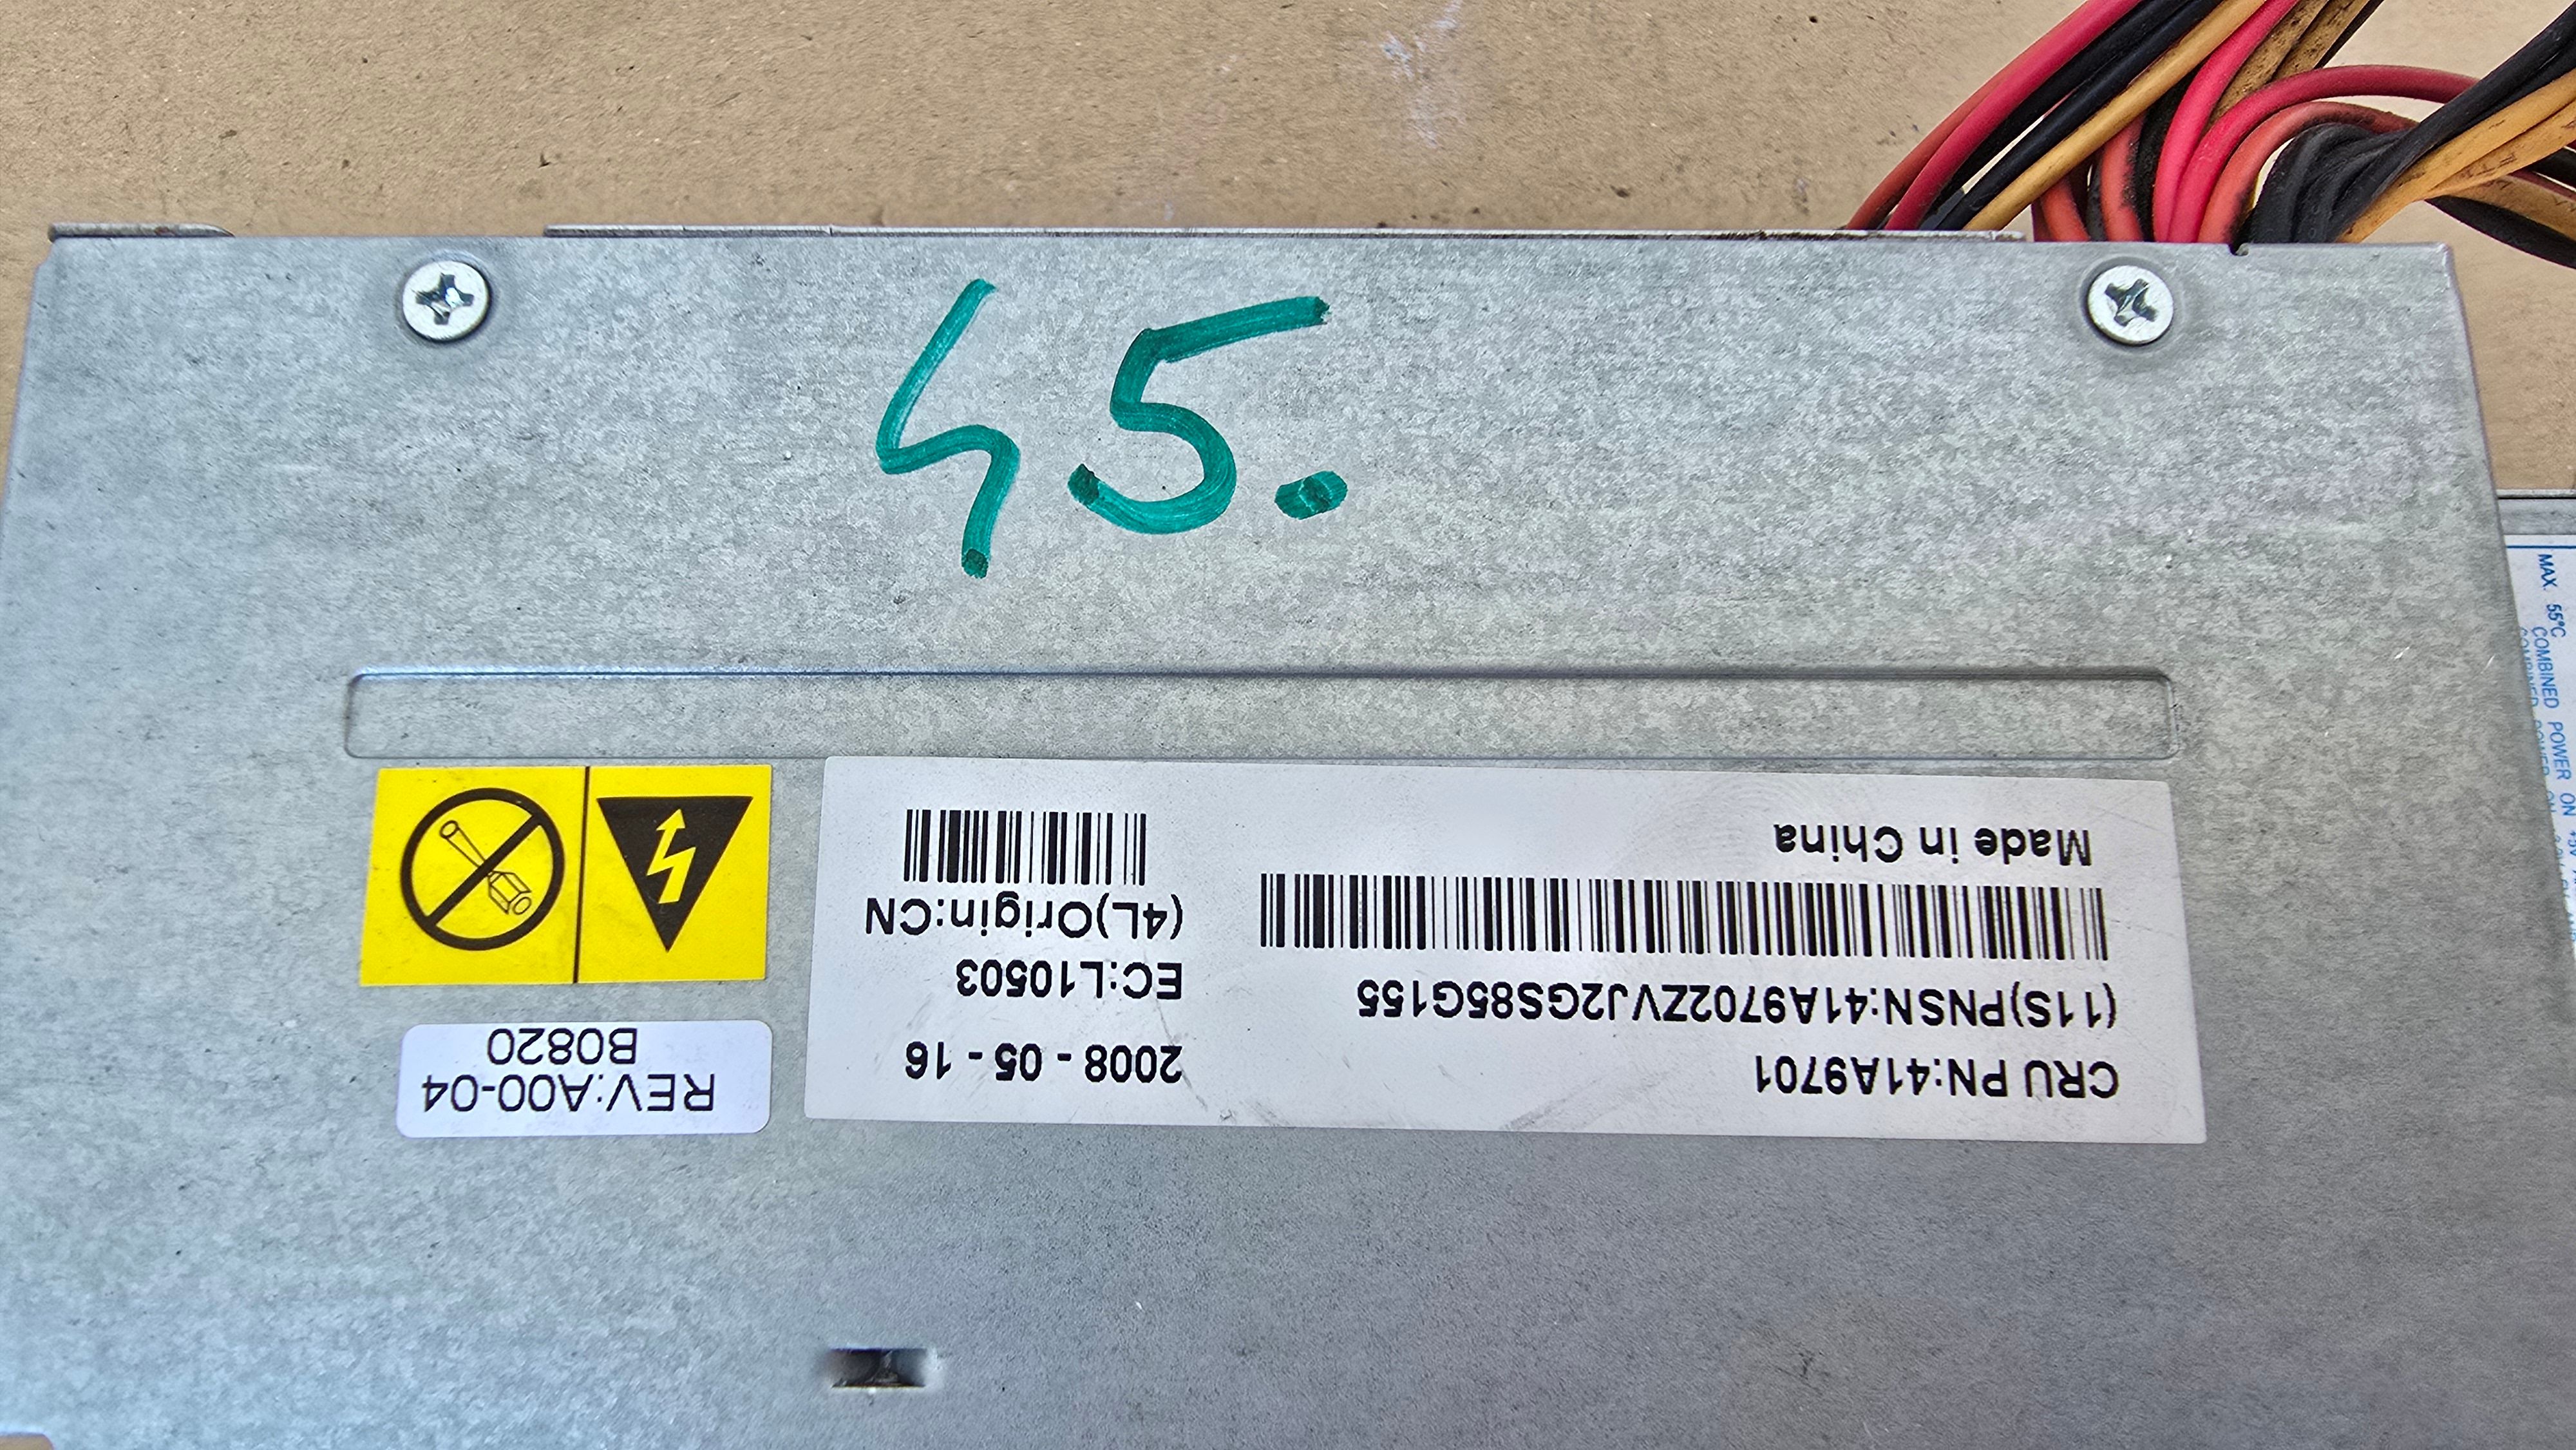 45.
CRU PN:41A9701
(11S)PNSN:41A9702ZVJ2GS85G155
Made in China
2008 - 05 - 16
EC:L10503
(4L)Origin:CN
REV:A00-04
B0820
MAX. 55°C
COMBINED POWER ON